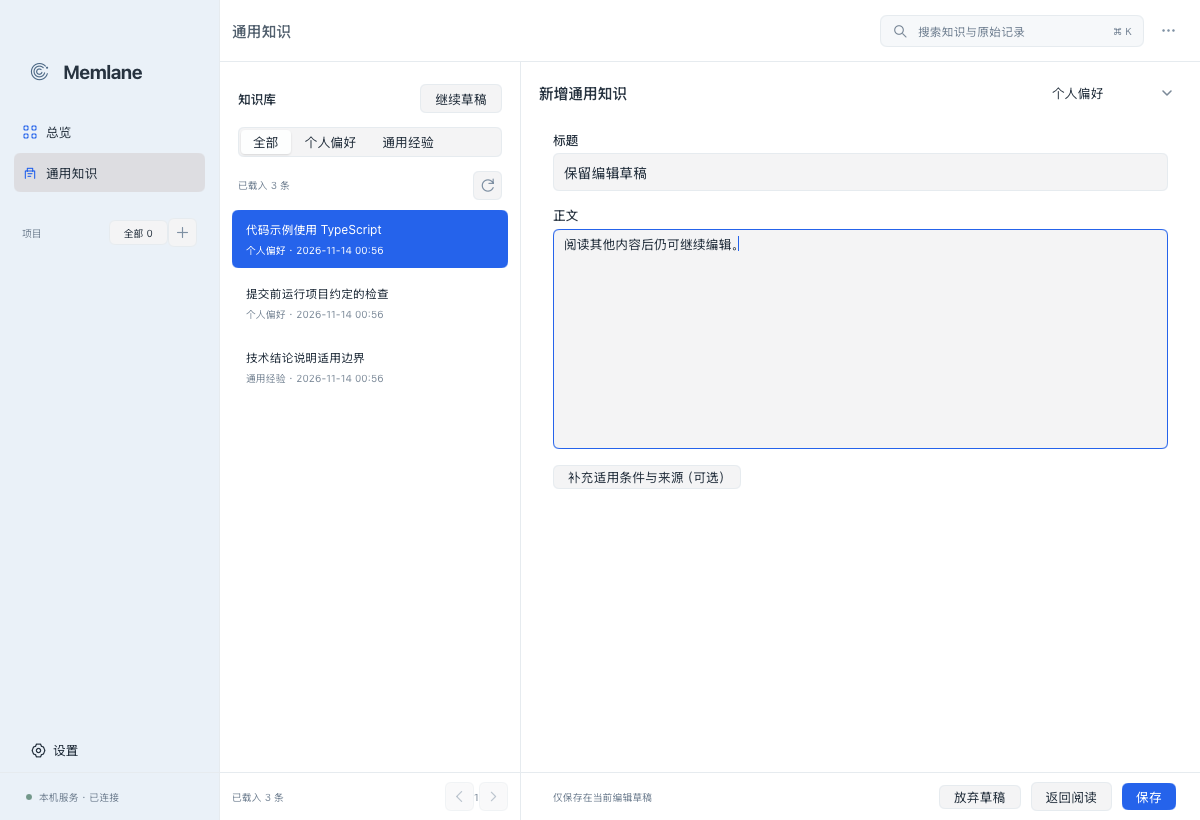 Memlane
总览
通用知识
项目
全部 0
设置
本机服务 · 已连接
通用知识
搜索知识与原始记录
⌘ K
知识库
继续草稿
全部
个人偏好
通用经验
已载入 3 条
代码示例使用 TypeScript
个人偏好 · 2026-11-14 00:56
提交前运行项目约定的检查
个人偏好 · 2026-11-14 00:56
技术结论说明适用边界
通用经验 · 2026-11-14 00:56
已载入 3 条
1
新增通用知识
个人偏好
标题
保留编辑草稿
正文
阅读其他内容后仍可继续编辑。
补充适用条件与来源 (可选)
仅保存在当前编辑草稿
放弃草稿
返回阅读
保存